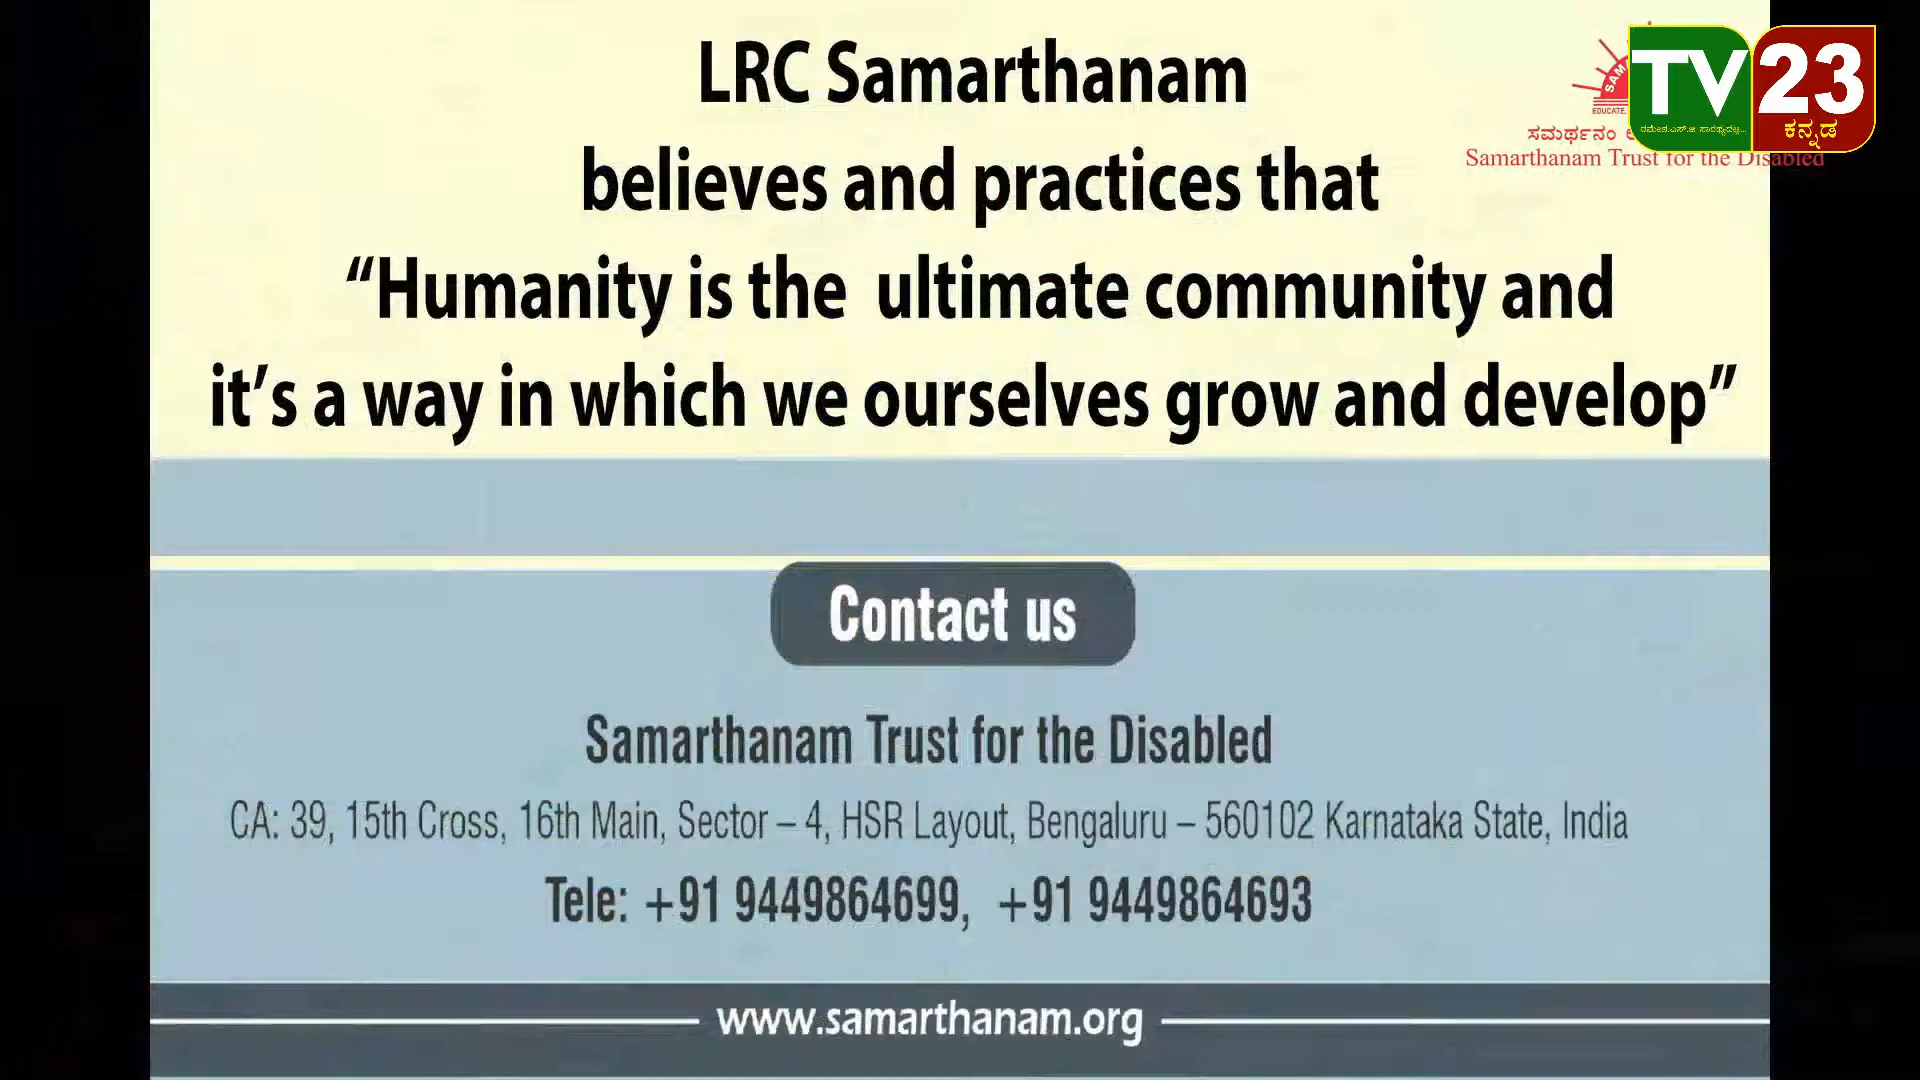 LRC Samarthanam
believes and practices that
“Humanity is the ultimate community and
it’s a way in which we ourselves grow and develop”
TV23
ಕನ್ನಡ
SAM
EDUCATE
ಸಮರ್ಥನಂ
Samarthanam Trust for the Disabled
Contact us
Samarthanam Trust for the Disabled
CA: 39, 15th Cross, 16th Main, Sector – 4, HSR Layout, Bengaluru – 560102 Karnataka State, India
Tele: +91 9449864699, +91 9449864693
www.samarthanam.org